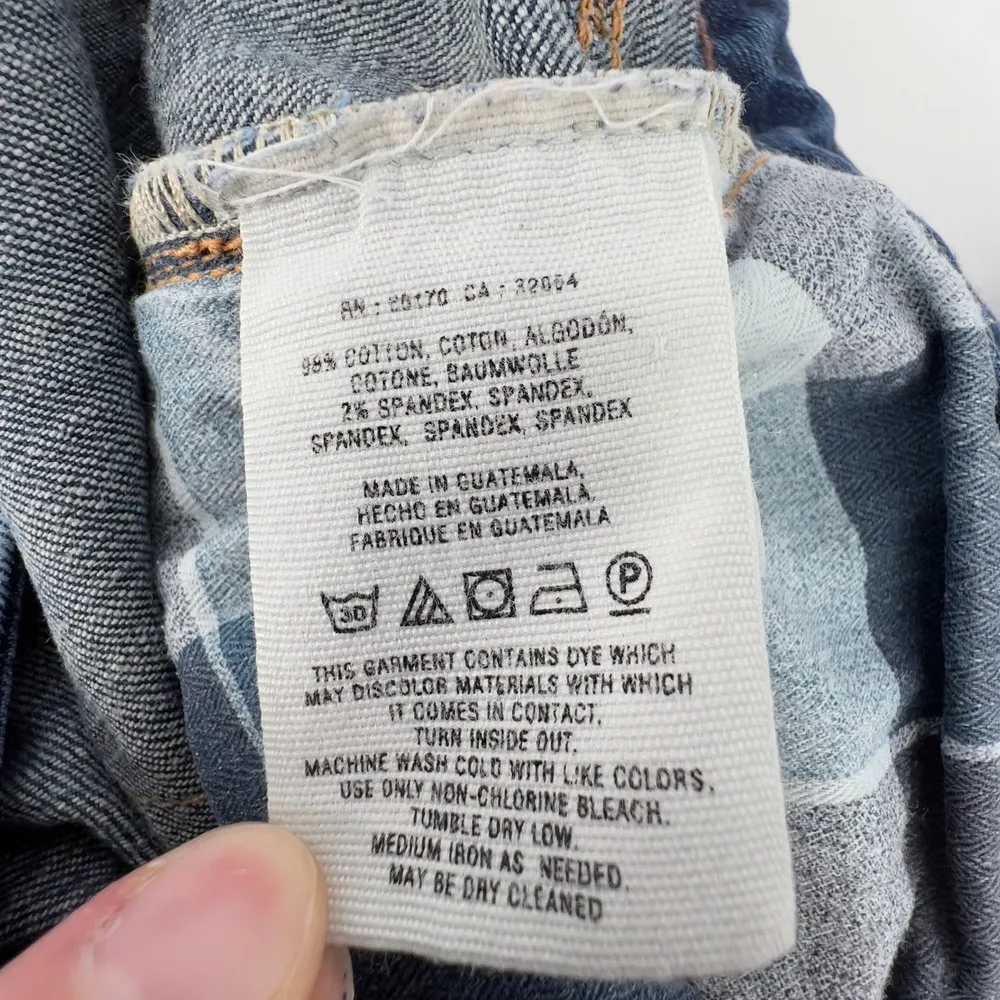 RN : 80170 CA : 32064
98% COTTON, COTON, ALGODÓN,
COTONE, BAUMWOLLE
2% SPANDEX, SPANDEX,
SPANDEX, SPANDEX, SPANDEX
MADE IN GUATEMALA,
HECHO EN GUATEMALA,
FABRIQUE EN GUATEMALA
30 P
THIS GARMENT CONTAINS DYE WHICH
MAY DISCOLOR MATERIALS WITH WHICH
IT COMES IN CONTACT.
TURN INSIDE OUT.
MACHINE WASH COLD WITH LIKE COLORS.
USE ONLY NON-CHLORINE BLEACH.
TUMBLE DRY LOW.
MEDIUM IRON AS NEEDED.
MAY BE DRY CLEANED